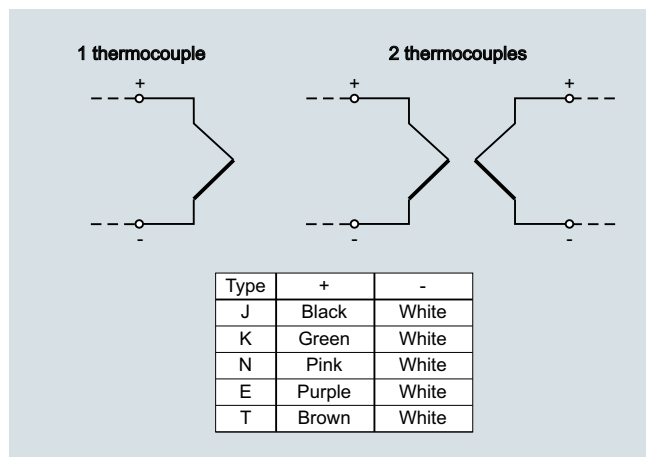 1 thermocouple 2 thermocouples
+ + +
- - -
Type + -
J Black White
K Green White
N Pink White
E Purple White
T Brown White